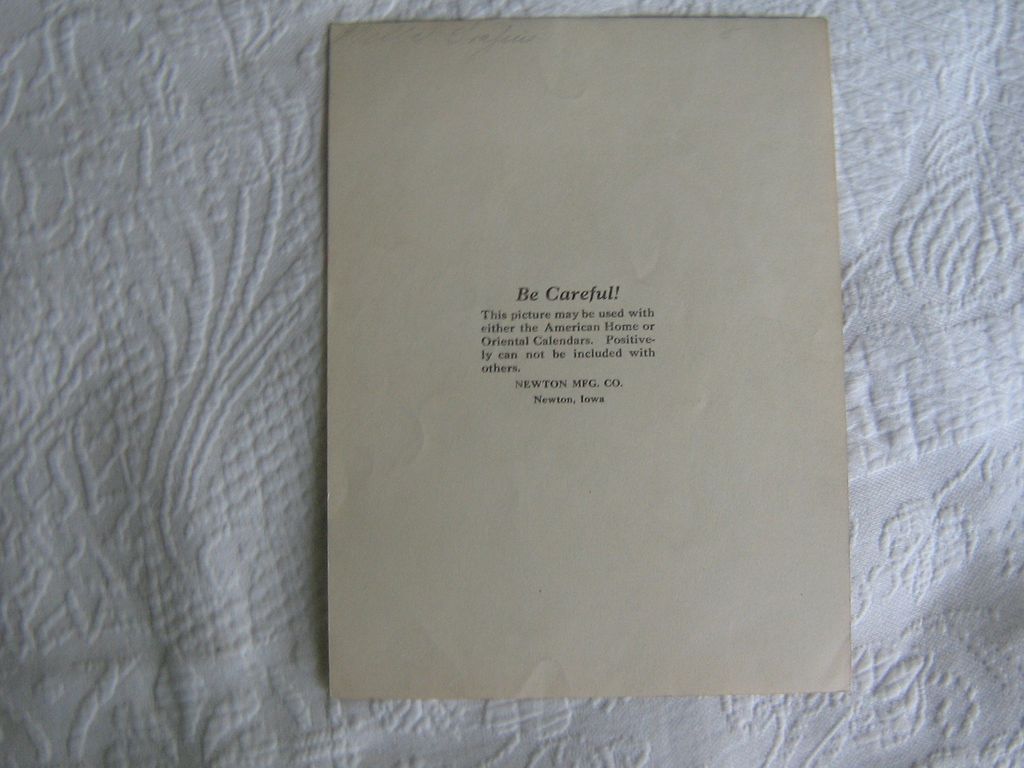 Be Careful!
This picture may be used with
either the American Home or
Oriental Calendars. Positive-
ly can not be included with
others.
NEWTON MFG. CO.
Newton, Iowa